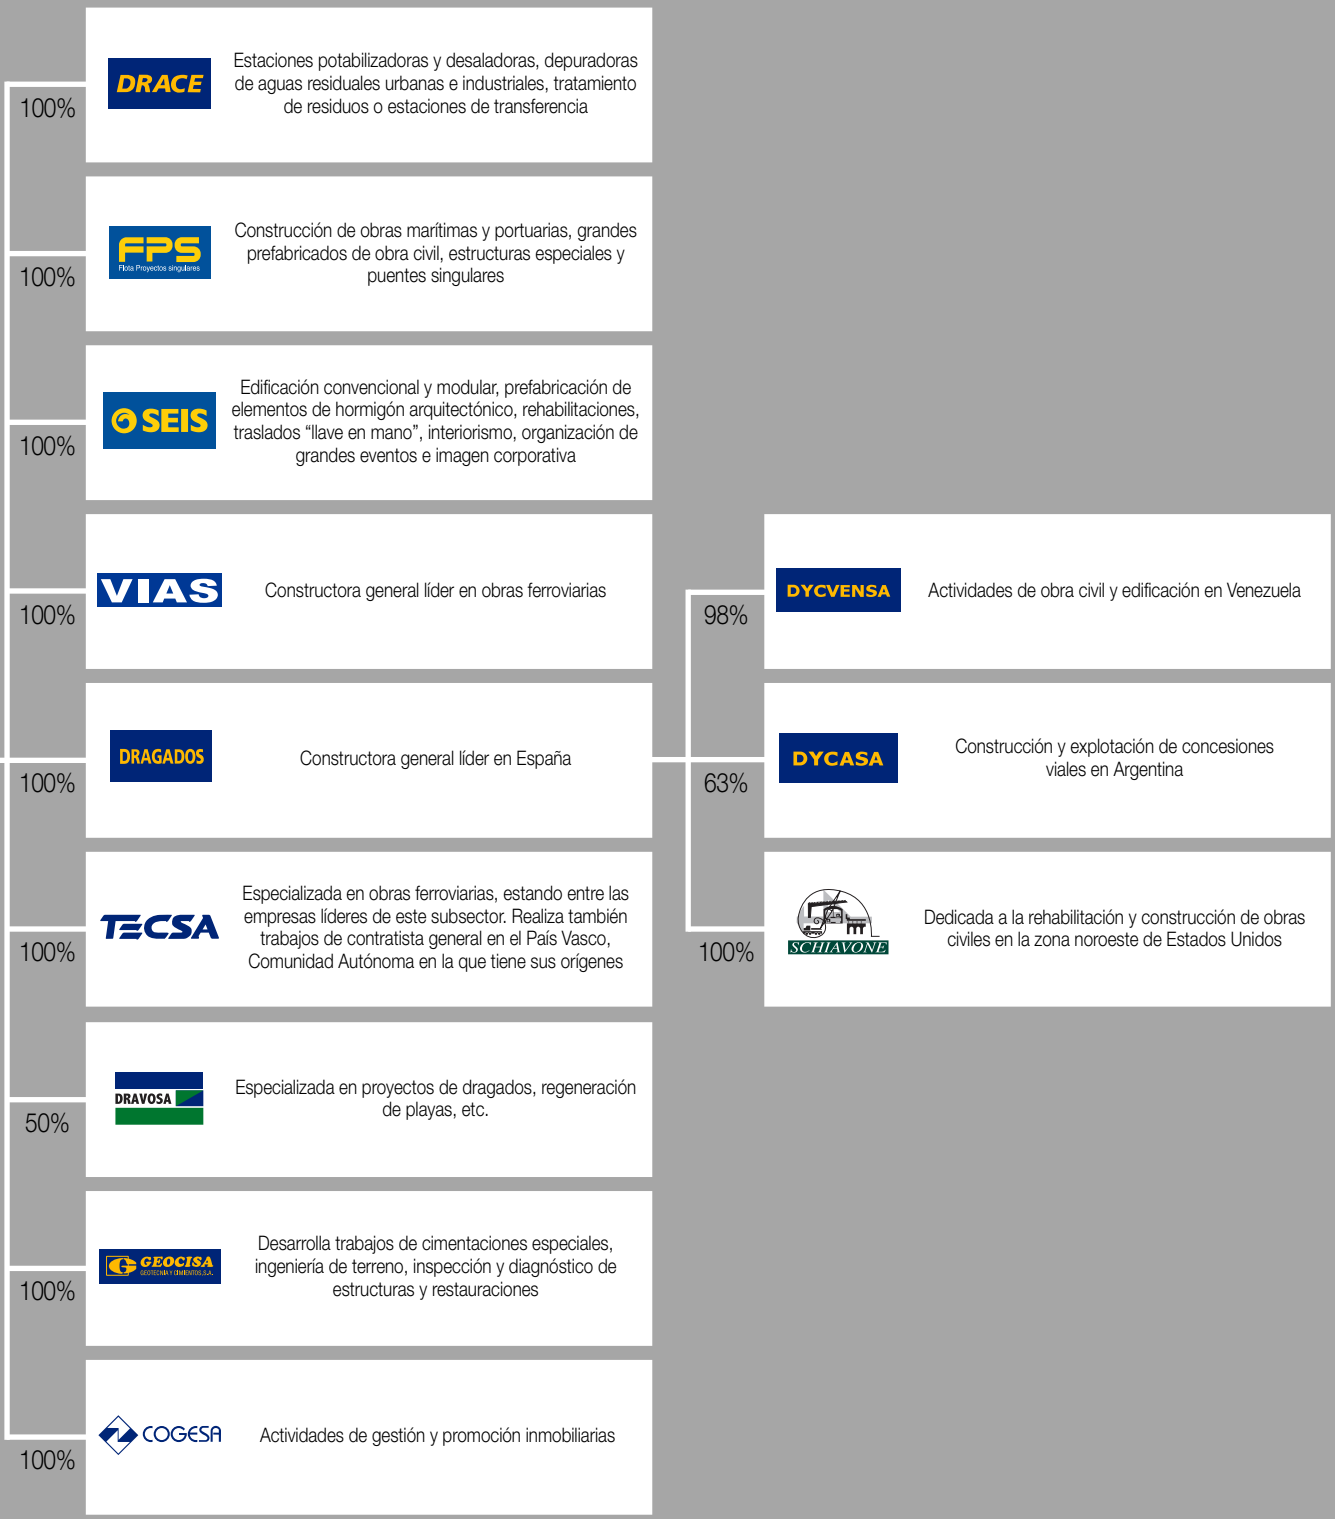 DRACE
Estaciones potabilizadoras y desaladoras, depuradoras
de aguas residuales urbanas e industriales, tratamiento
de residuos o estaciones de transferencia
100%
FPS
Flota Proyectos singulares
Construcción de obras marítimas y portuarias, grandes
prefabricados de obra civil, estructuras especiales y
puentes singulares
100%
SEIS
Edificación convencional y modular, prefabricación de
elementos de hormigón arquitectónico, rehabilitaciones,
traslados “llave en mano”, interiorismo, organización de
grandes eventos e imagen corporativa
100%
VIAS
Constructora general líder en obras ferroviarias
100%
DYCVENSA
Actividades de obra civil y edificación en Venezuela
98%
DRAGADOS
Constructora general líder en España
100%
DYCASA
Construcción y explotación de concesiones
viales en Argentina
63%
TECSA
Especializada en obras ferroviarias, estando entre las
empresas líderes de este subsector. Realiza también
trabajos de contratista general en el País Vasco,
Comunidad Autónoma en la que tiene sus orígenes
100%
SCHIAVONE
Dedicada a la rehabilitación y construcción de obras
civiles en la zona noroeste de Estados Unidos
100%
DRAVOSA
Especializada en proyectos de dragados, regeneración
de playas, etc.
50%
GEOCISA
GEOTECNIA Y CIMIENTOS, S.A.
Desarrolla trabajos de cimentaciones especiales,
ingeniería de terreno, inspección y diagnóstico de
estructuras y restauraciones
100%
COGESA
Actividades de gestión y promoción inmobiliarias
100%